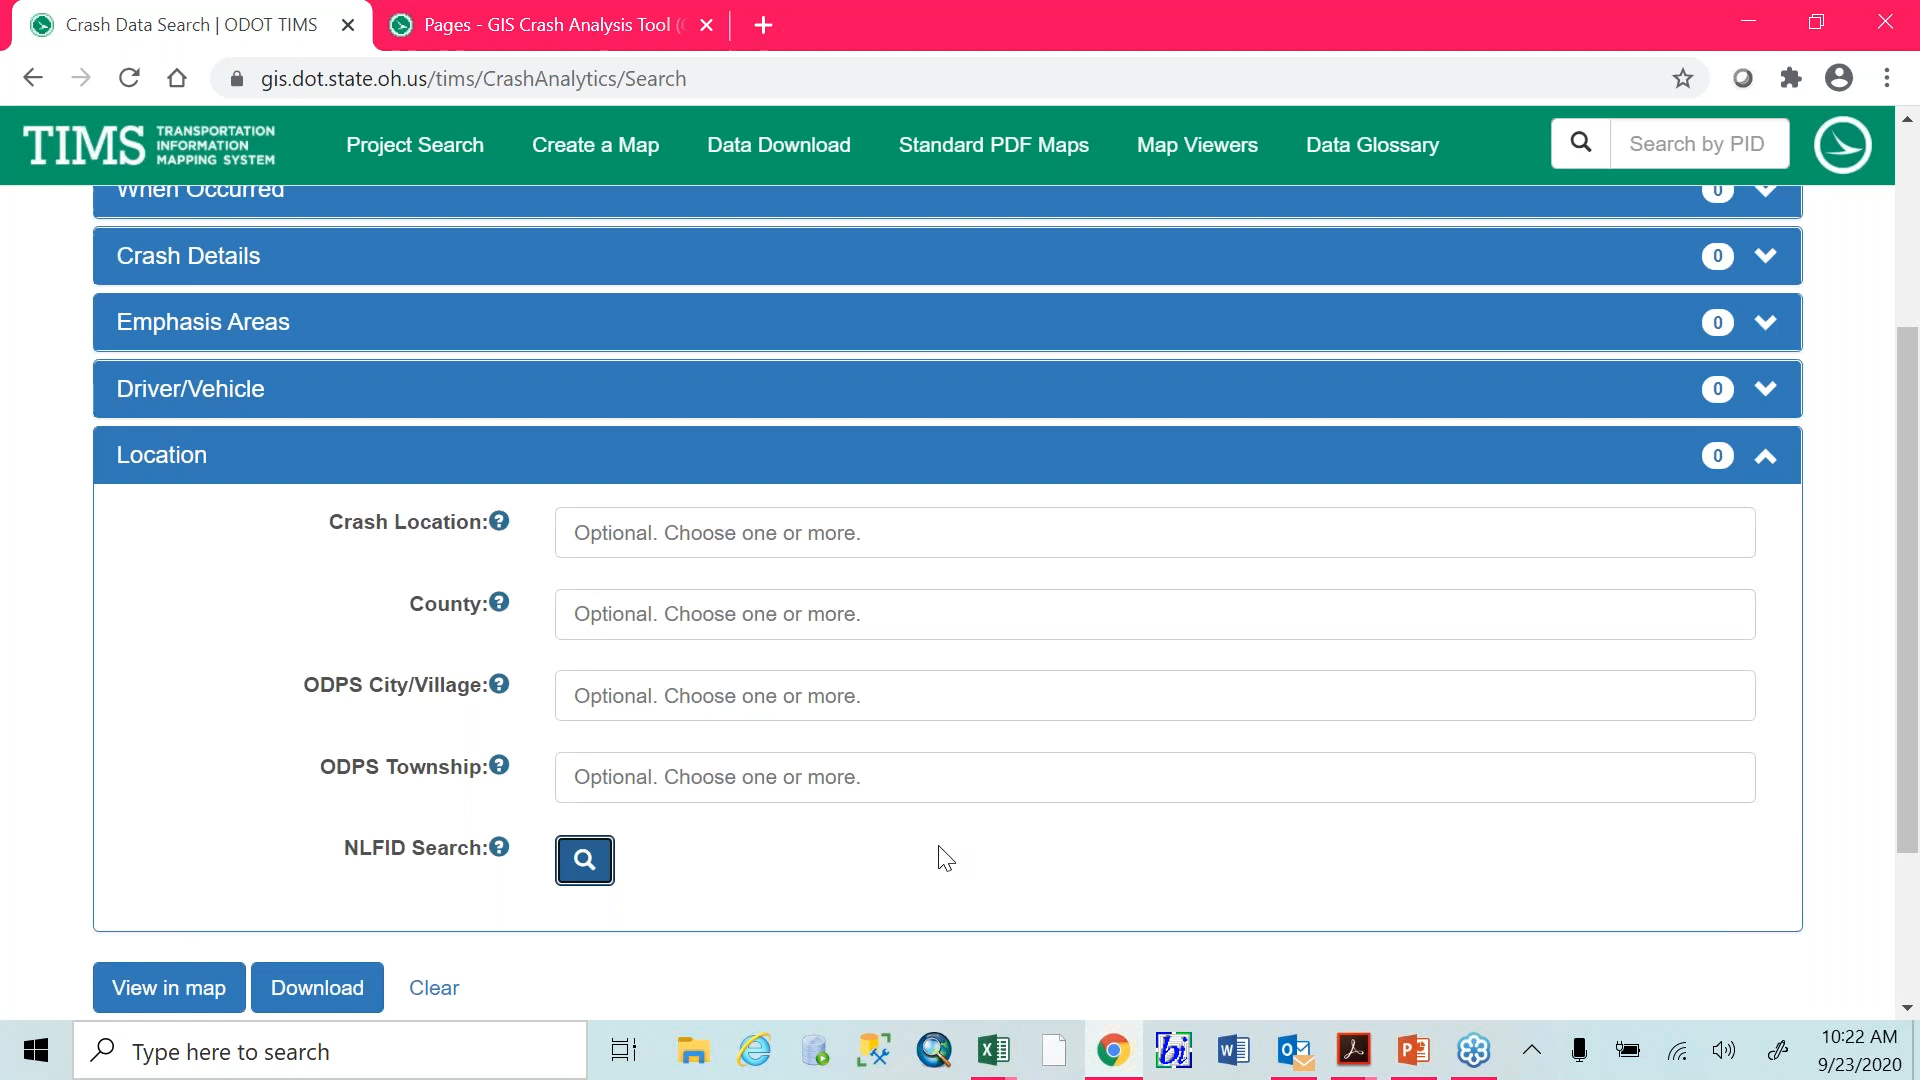 Crash Data Search | ODOT TIMS
Pages - GIS Crash Analysis Tool (
gis.dot.state.oh.us/tims/CrashAnalytics/Search
TIMS TRANSPORTATION
INFORMATION
MAPPING SYSTEM
Project Search
Create a Map
Data Download
Standard PDF Maps
Map Viewers
Data Glossary
Search by PID
When Occurred 0
Crash Details 0
Emphasis Areas 0
Driver/Vehicle 0
Location 0
Crash Location: Optional. Choose one or more.
County: Optional. Choose one or more.
ODPS City/Village: Optional. Choose one or more.
ODPS Township: Optional. Choose one or more.
NLFID Search:
View in map Download Clear
Type here to search
10:22 AM
9/23/2020